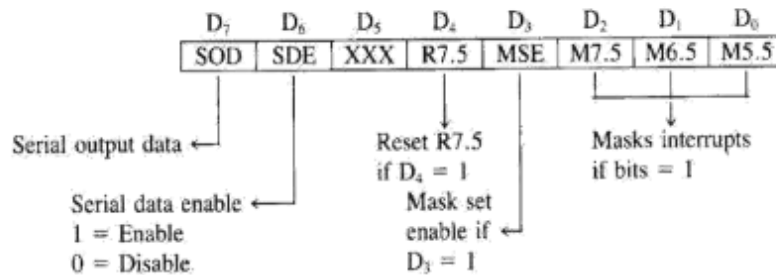 D₇ D₆ D₅ D₄ D₃ D₂ D₁ D₀
SOD SDE XXX R7.5 MSE M7.5 M6.5 M5.5
Serial output data
Reset R7.5
if D₄ = 1
Masks interrupts
if bits = 1
Serial data enable
1 = Enable
0 = Disable
Mask set
enable if
D₃ = 1